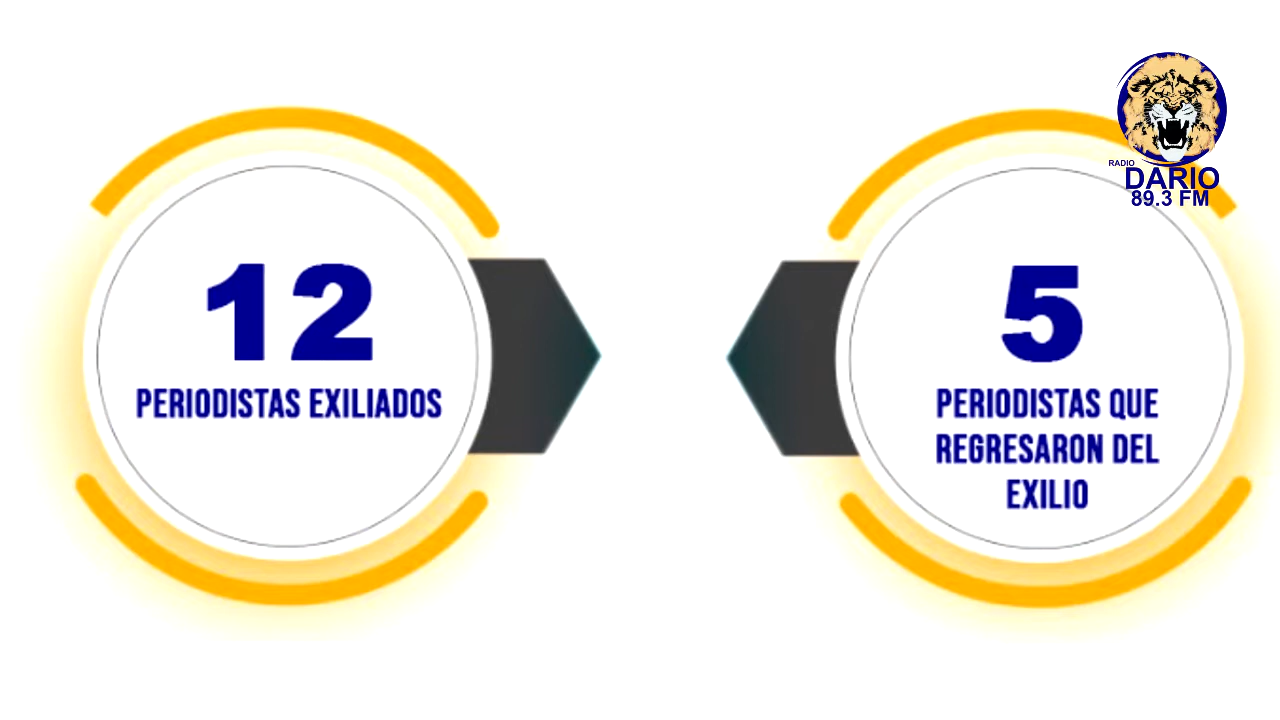 12
PERIODISTAS EXILIADOS
5
PERIODISTAS QUE
REGRESARON DEL
EXILIO
RADIO
DARIO
89.3 FM